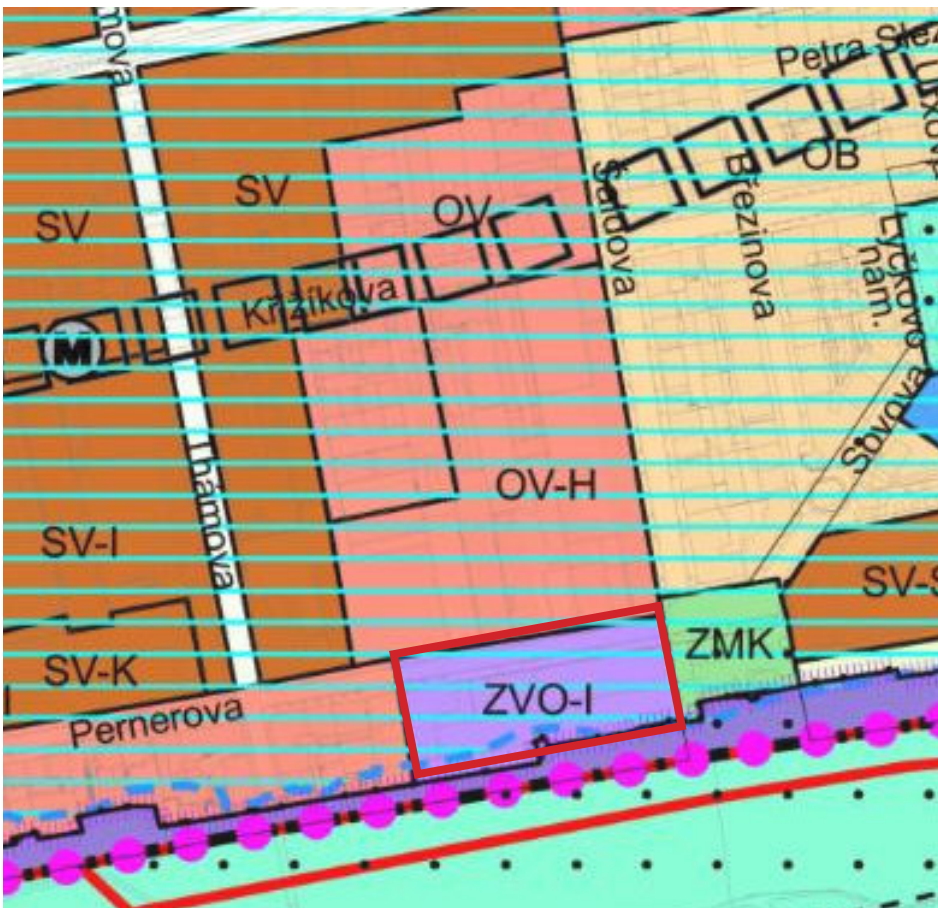 Petra Slez
SV
SV
OV
OB
Šaldova
Březinova
Lyčkovo
nám.
Křižíkova
M
Sovova
OV-H
Thámova
SV-I
SV-S
ZMK
SV-K
ZVO-I
Pernerova